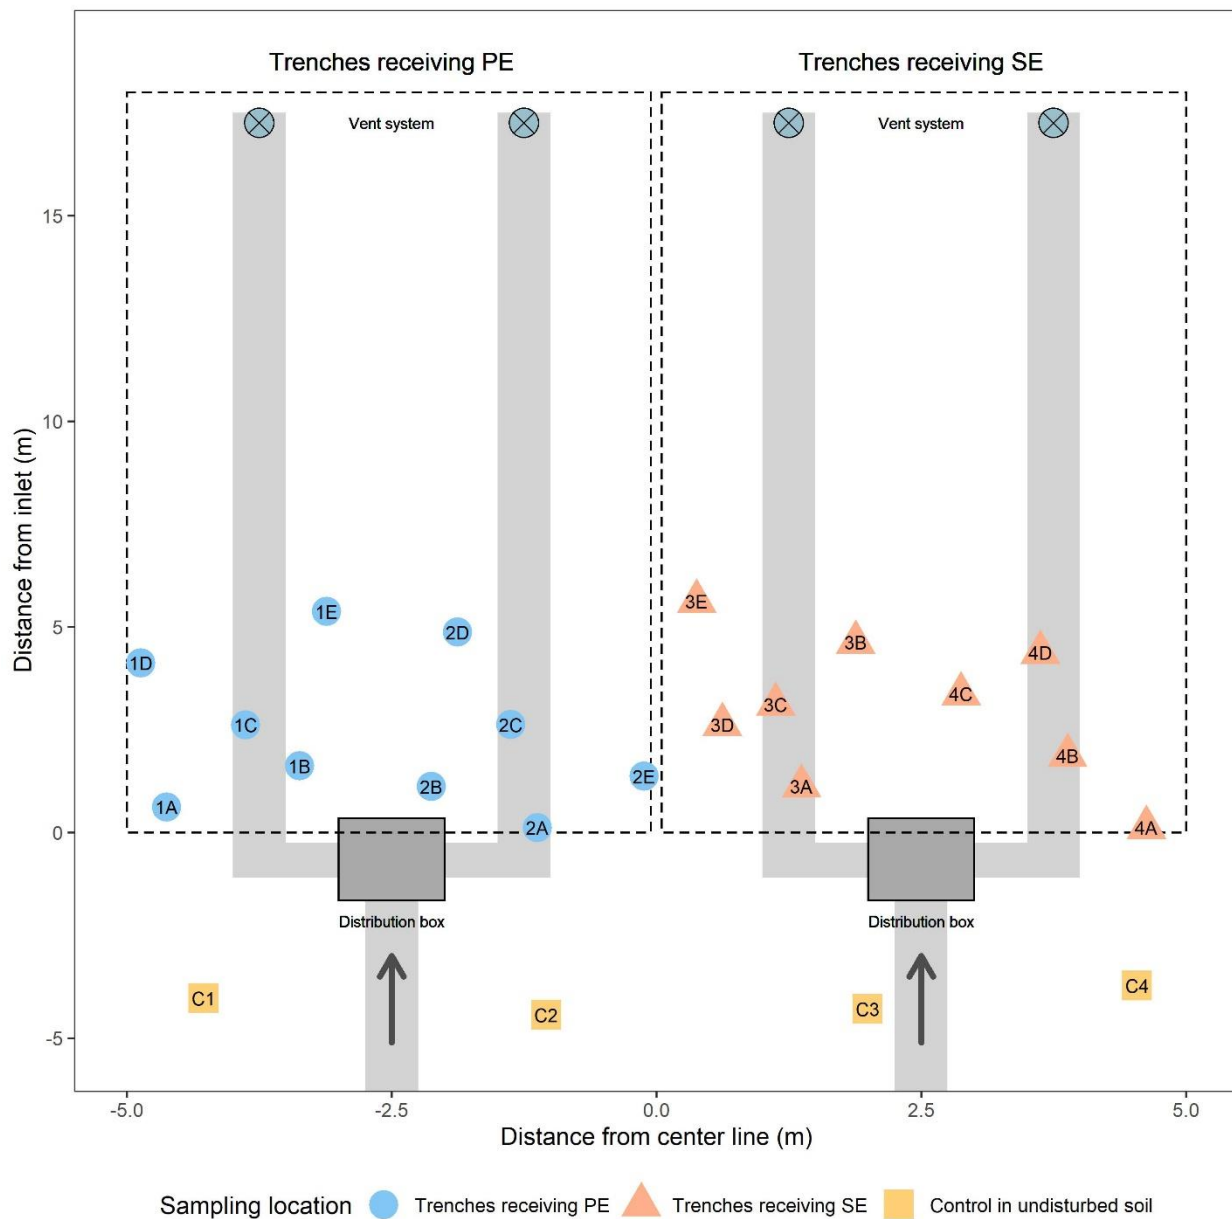 Trenches receiving PE
Trenches receiving SE
Vent system
Vent system
15
10
Distance from inlet (m)
5
0
-5
1E
2D
1D
1C
2C
1B
2B
2E
1A
2A
3E
3B
4D
4C
3C
3D
4B
3A
4A
Distribution box
Distribution box
C1
C2
C3
C4
-5.0
-2.5
0.0
2.5
5.0
Distance from center line (m)
Sampling location Trenches receiving PE Trenches receiving SE Control in undisturbed soil